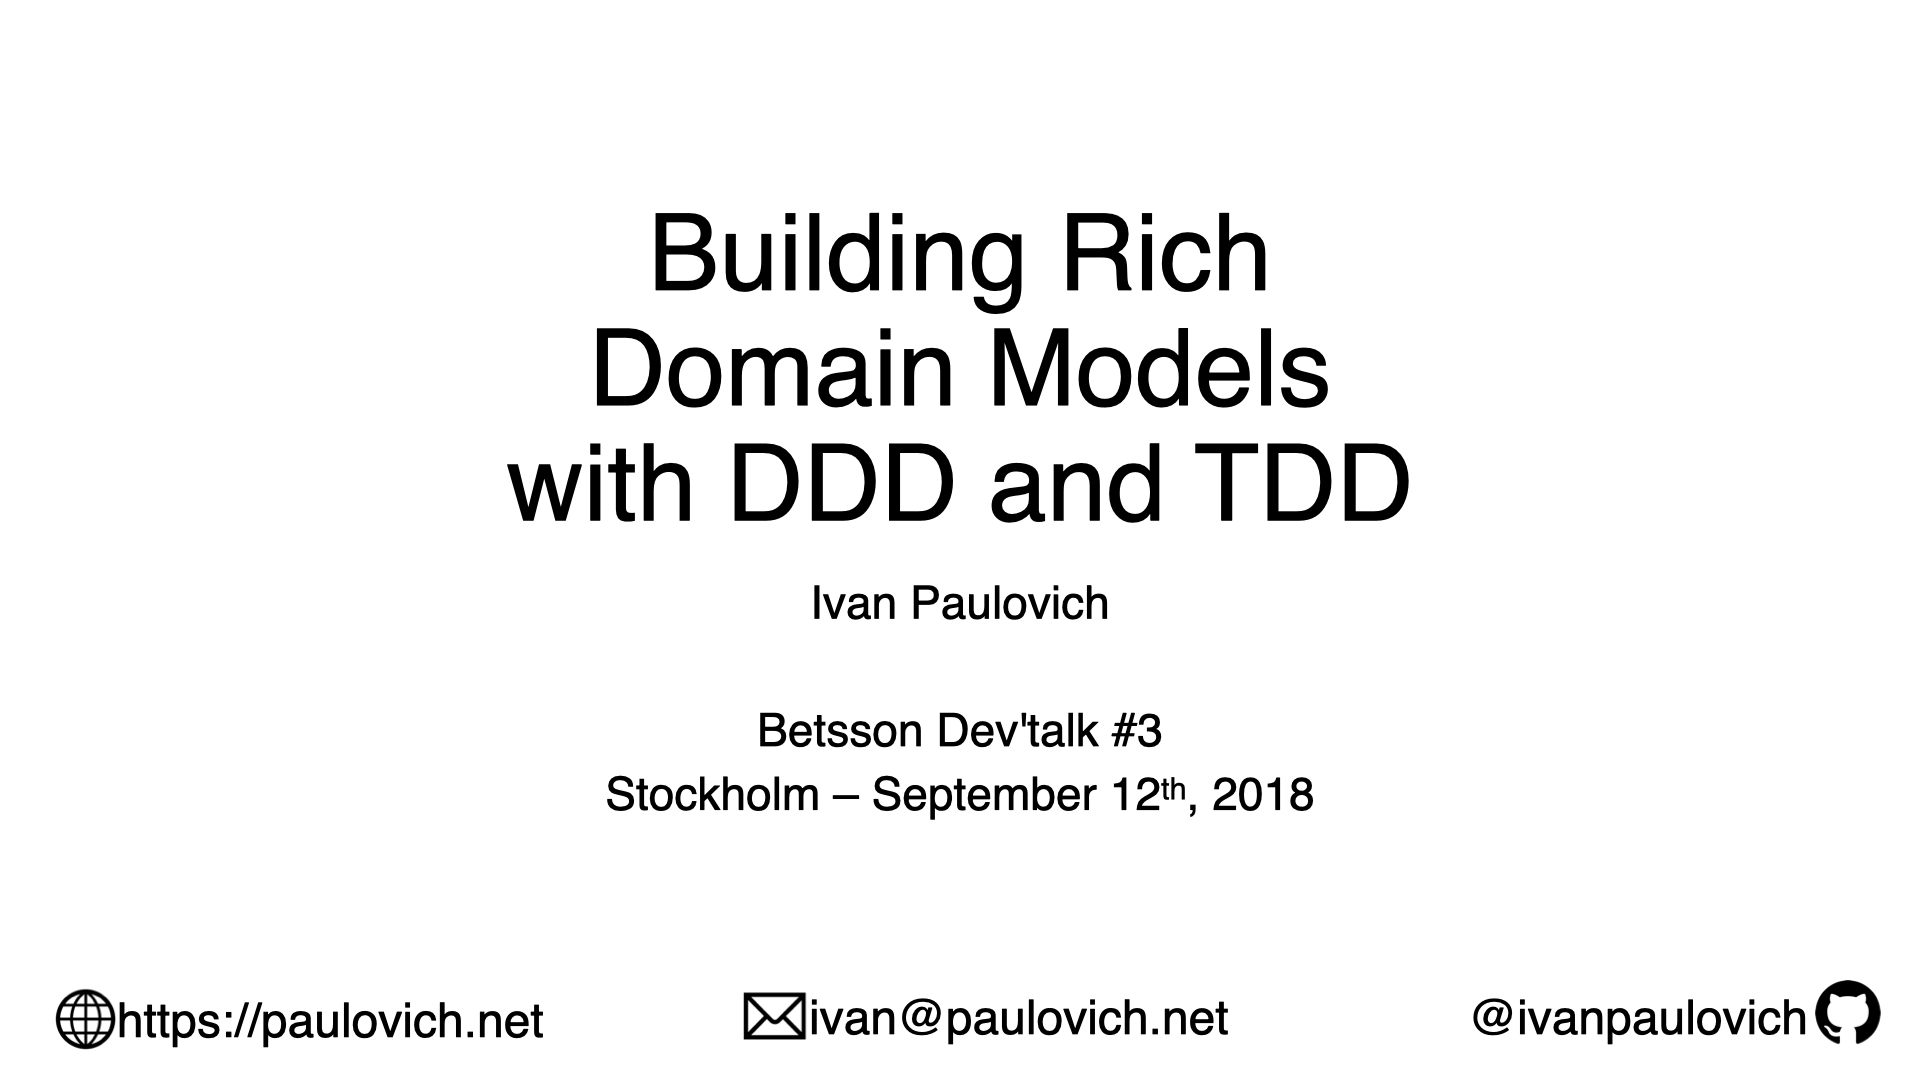 Building Rich
Domain Models
with DDD and TDD
Ivan Paulovich
Betsson Dev'talk #3
Stockholm – September 12th, 2018
https://paulovich.net
ivan@paulovich.net
@ivanpaulovich